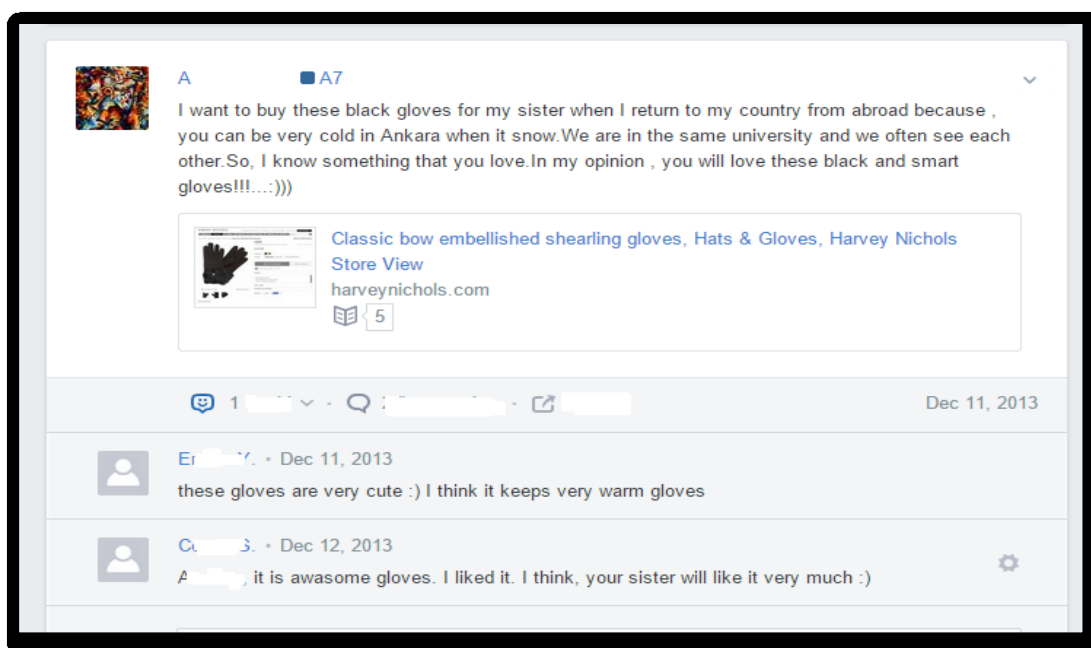 A A7
I want to buy these black gloves for my sister when I return to my country from abroad because ,
you can be very cold in Ankara when it snow.We are in the same university and we often see each
other.So, I know something that you love.In my opinion , you will love these black and smart
gloves!!!...:)))
Classic bow embellished shearling gloves, Hats & Gloves, Harvey Nichols
Store View
harveynichols.com
5
1
Dec 11, 2013
• Dec 11, 2013
these gloves are very cute :) I think it keeps very warm gloves
S. • Dec 12, 2013
, it is awasome gloves. I liked it. I think, your sister will like it very much :)